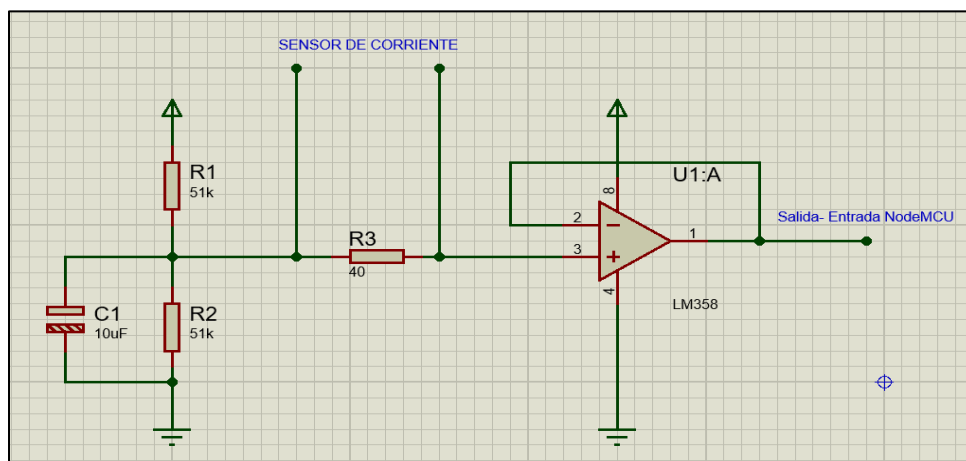 SENSOR DE CORRIENTE
R1
51k
R3
40
C1
10uF
R2
51k
U1:A
8
2
3
1
4
LM358
Salida- Entrada NodeMCU